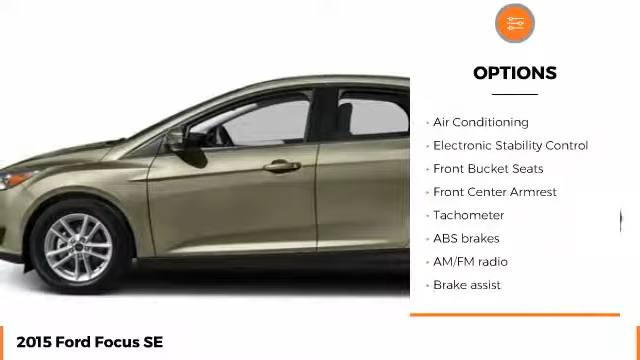 OPTIONS
Air Conditioning
Electronic Stability Control
Front Bucket Seats
Front Center Armrest
Tachometer
ABS brakes
AM/FM radio
Brake assist
2015 Ford Focus SE